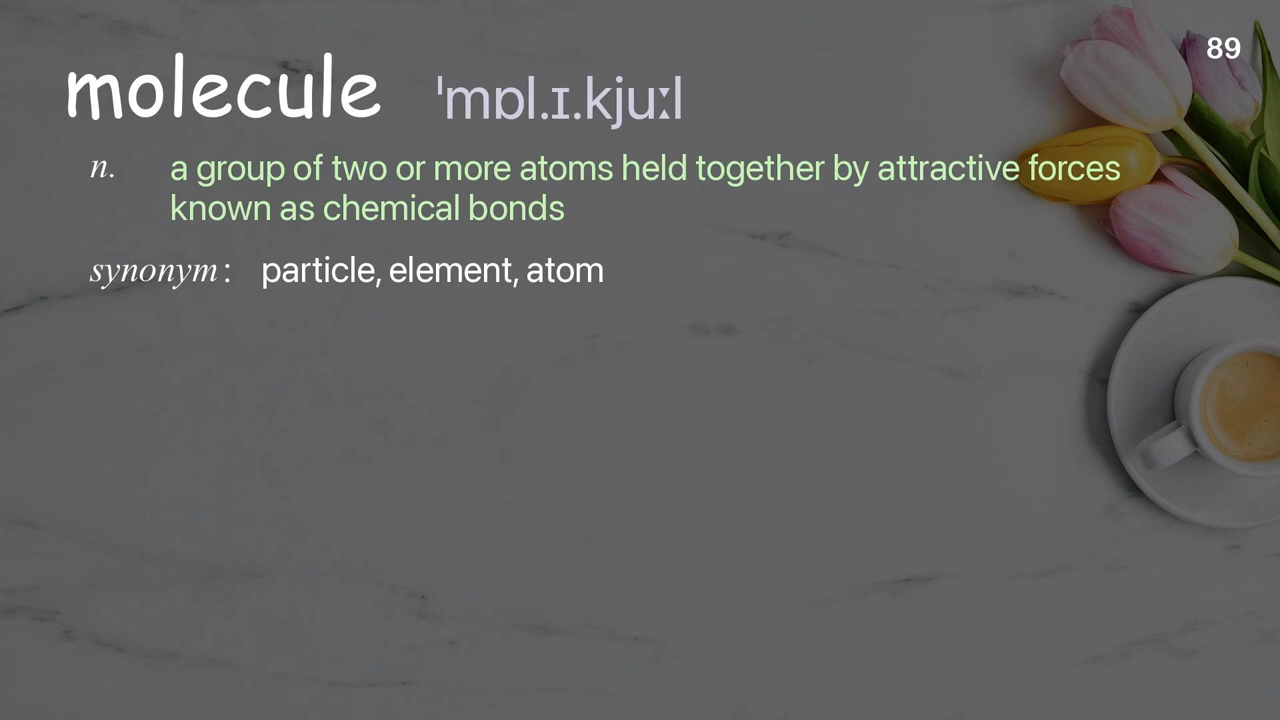 89
molecule ˈmɒl.ɪ.kjuːl
n. a group of two or more atoms held together by attractive forces
known as chemical bonds
synonym: particle, element, atom